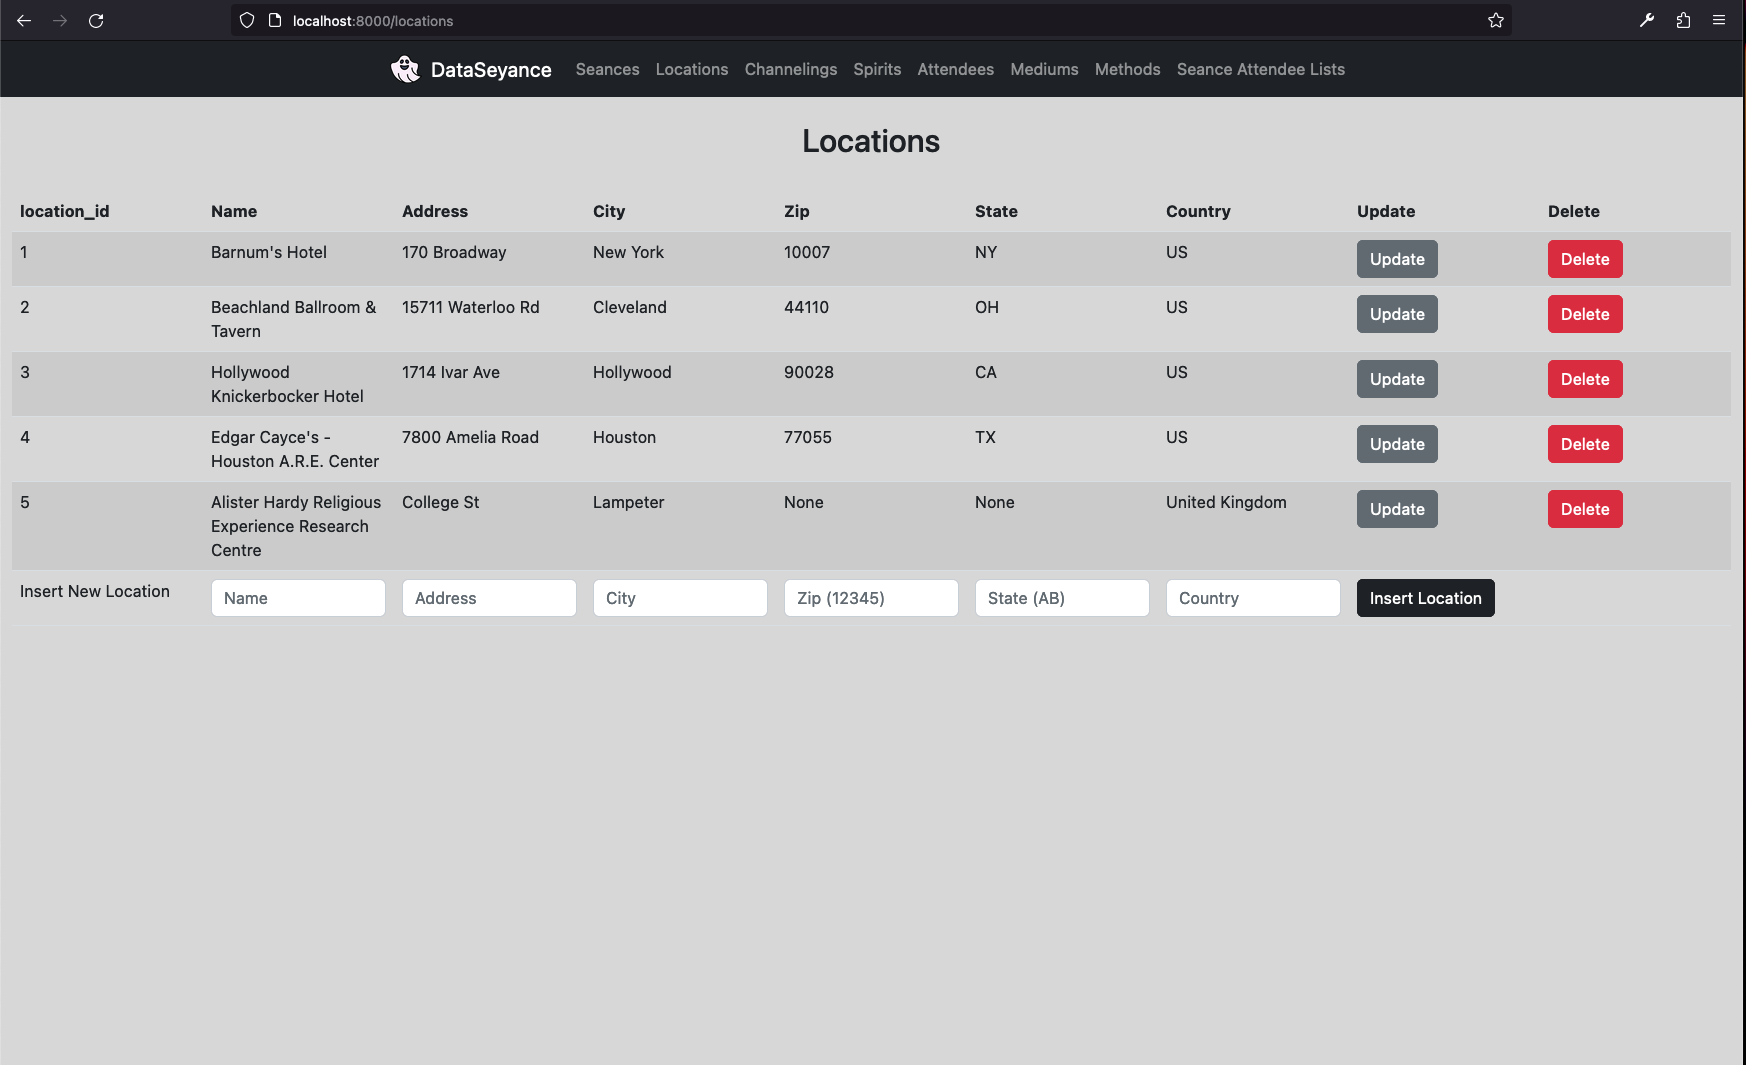 localhost:8000/locations
DataSeyance Seances Locations Channelings Spirits Attendees Mediums Methods Seance Attendee Lists
Locations
location_id Name Address City Zip State Country Update Delete
1 Barnum's Hotel 170 Broadway New York 10007 NY US Update Delete
2 Beachland Ballroom & 15711 Waterloo Rd Cleveland 44110 OH US Update Delete
Tavern
3 Hollywood 1714 Ivar Ave Hollywood 90028 CA US Update Delete
Knickerbocker Hotel
4 Edgar Cayce's - 7800 Amelia Road Houston 77055 TX US Update Delete
Houston A.R.E. Center
5 Alister Hardy Religious College St Lampeter None None United Kingdom Update Delete
Experience Research
Centre
Insert New Location Name Address City Zip (12345) State (AB) Country Insert Location